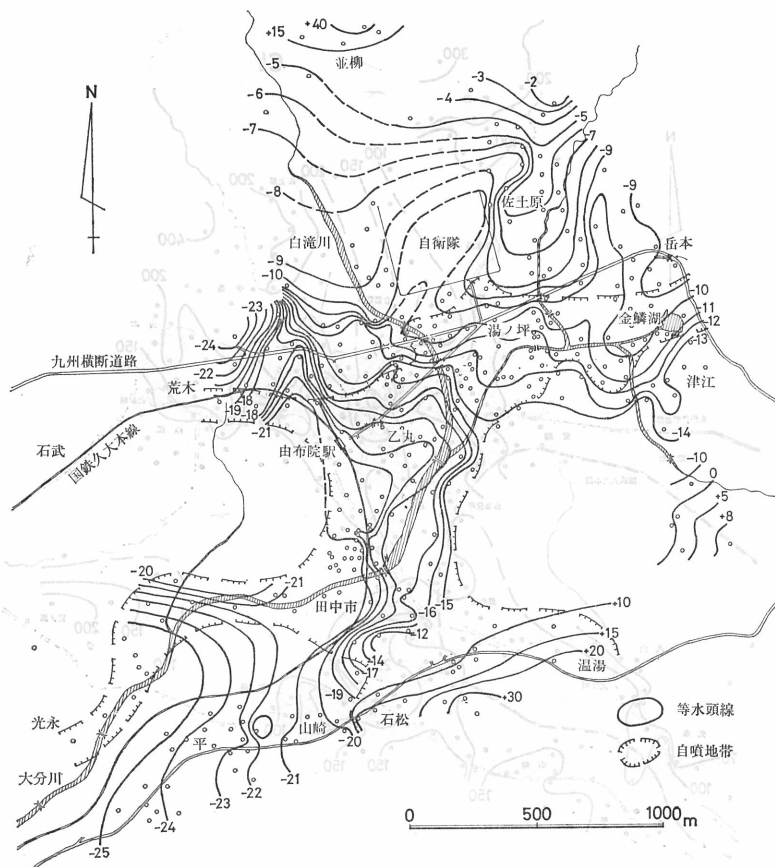 +40
+15
並柳
-5
-3
-2
-6
-4
-5
-7
-7
-9
N
-8
-9
佐土原
白滝川
自衛隊
岳本
-9
-10
-10
-23
-11
金鱗湖
-12
湯ノ坪
-13
-24
九州横断道路
-22
荒木
津江
-18
-19
-18
乙丸
-21
-14
石武
国鉄久大本線
由布院駅
-10
0
+5
+8
-20
-21
田中市
-15
-16
+10
-12
+15
-14
+20
-17
温湯
-19
+30
光永
山崎
石松
等水頭線
平
-20
自噴地帯
大分川
-21
-22
-23
-24
-25
0
500
1000m